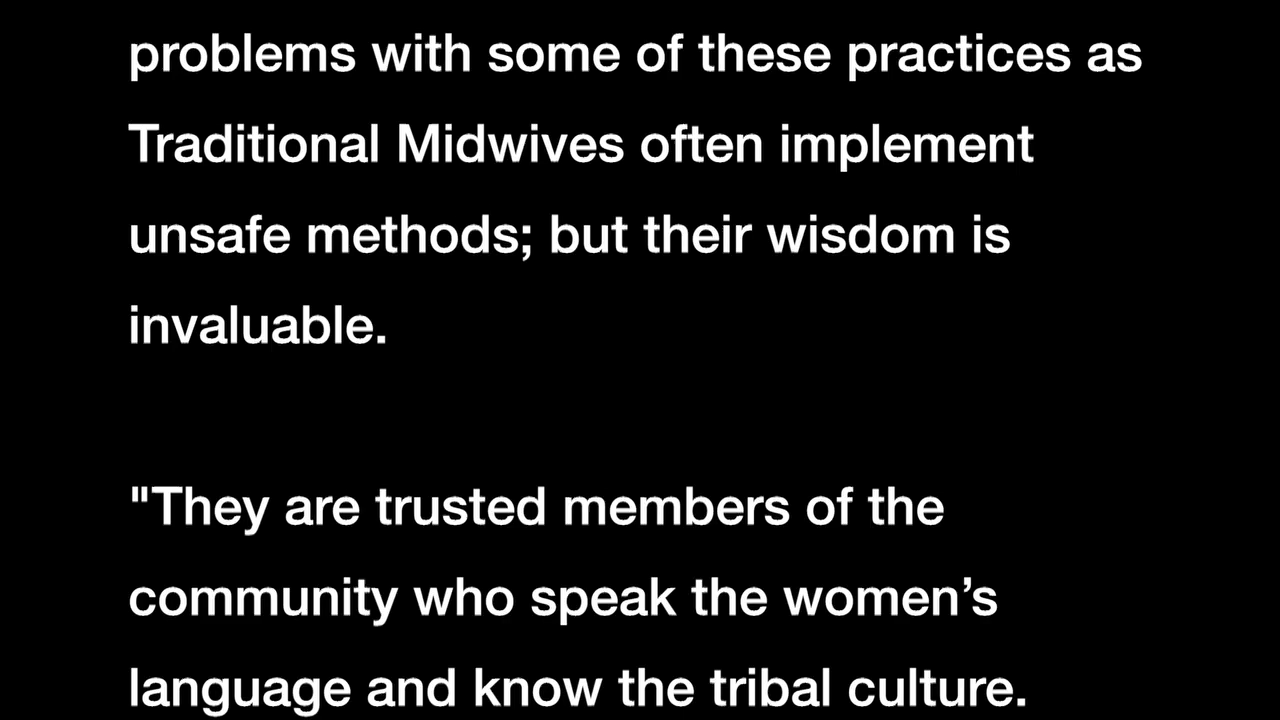 problems with some of these practices as
Traditional Midwives often implement
unsafe methods; but their wisdom is
invaluable.
"They are trusted members of the
community who speak the women’s
language and know the tribal culture.